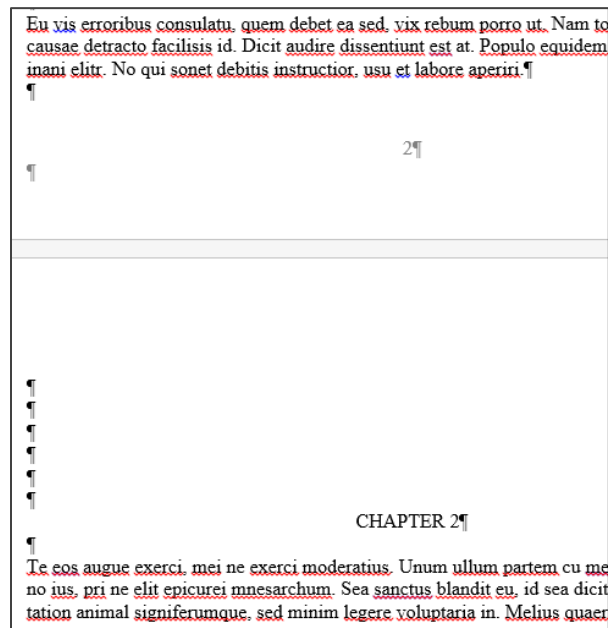 Eu vis erroribus consulatu, quem debet ea sed, vix rebum porro ut. Nam to
causae detracto facilisis id. Dicit audire dissentiunt est at. Populo equidem
inani elitr. No qui sonet debitis instructior, usu et labore aperiri.¶
¶
2¶
¶
¶
¶
¶
¶
¶
¶
CHAPTER 2¶
¶
Te eos augue exerci, mei ne exerci moderatius. Unum ullum partem cu me
no ius, pri ne elit epicurei mnesarchum. Sea sanctus blandit eu, id sea dicit
tation animal signiferumque, sed minim legere voluptaria in. Melius quaer